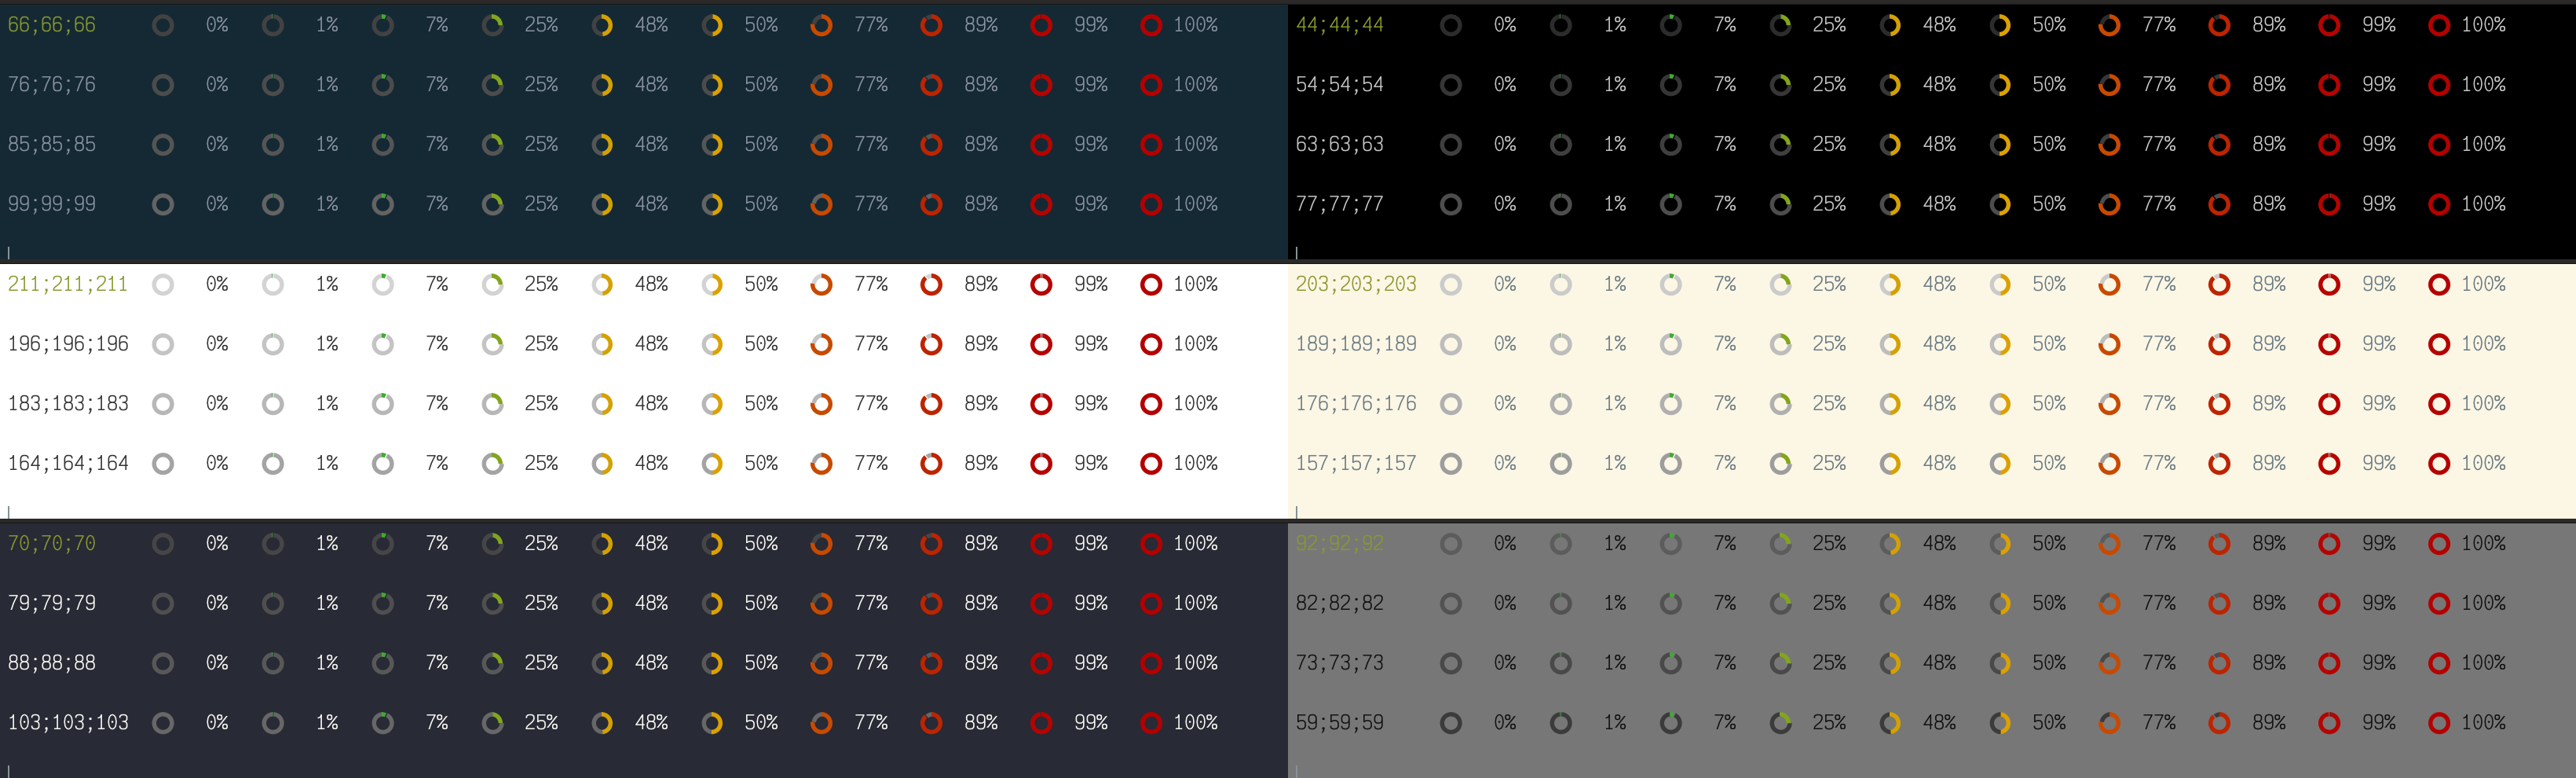 66;66;66 0% 1% 7% 25% 48% 50% 77% 89% 99% 100%
76;76;76 0% 1% 7% 25% 48% 50% 77% 89% 99% 100%
85;85;85 0% 1% 7% 25% 48% 50% 77% 89% 99% 100%
99;99;99 0% 1% 7% 25% 48% 50% 77% 89% 99% 100%
44;44;44 0% 1% 7% 25% 48% 50% 77% 89% 99% 100%
54;54;54 0% 1% 7% 25% 48% 50% 77% 89% 99% 100%
63;63;63 0% 1% 7% 25% 48% 50% 77% 89% 99% 100%
77;77;77 0% 1% 7% 25% 48% 50% 77% 89% 99% 100%
211;211;211 0% 1% 7% 25% 48% 50% 77% 89% 99% 100%
196;196;196 0% 1% 7% 25% 48% 50% 77% 89% 99% 100%
183;183;183 0% 1% 7% 25% 48% 50% 77% 89% 99% 100%
164;164;164 0% 1% 7% 25% 48% 50% 77% 89% 99% 100%
203;203;203 0% 1% 7% 25% 48% 50% 77% 89% 99% 100%
189;189;189 0% 1% 7% 25% 48% 50% 77% 89% 99% 100%
176;176;176 0% 1% 7% 25% 48% 50% 77% 89% 99% 100%
157;157;157 0% 1% 7% 25% 48% 50% 77% 89% 99% 100%
70;70;70 0% 1% 7% 25% 48% 50% 77% 89% 99% 100%
79;79;79 0% 1% 7% 25% 48% 50% 77% 89% 99% 100%
88;88;88 0% 1% 7% 25% 48% 50% 77% 89% 99% 100%
103;103;103 0% 1% 7% 25% 48% 50% 77% 89% 99% 100%
92;92;92 0% 1% 7% 25% 48% 50% 77% 89% 99% 100%
82;82;82 0% 1% 7% 25% 48% 50% 77% 89% 99% 100%
73;73;73 0% 1% 7% 25% 48% 50% 77% 89% 99% 100%
59;59;59 0% 1% 7% 25% 48% 50% 77% 89% 99% 100%